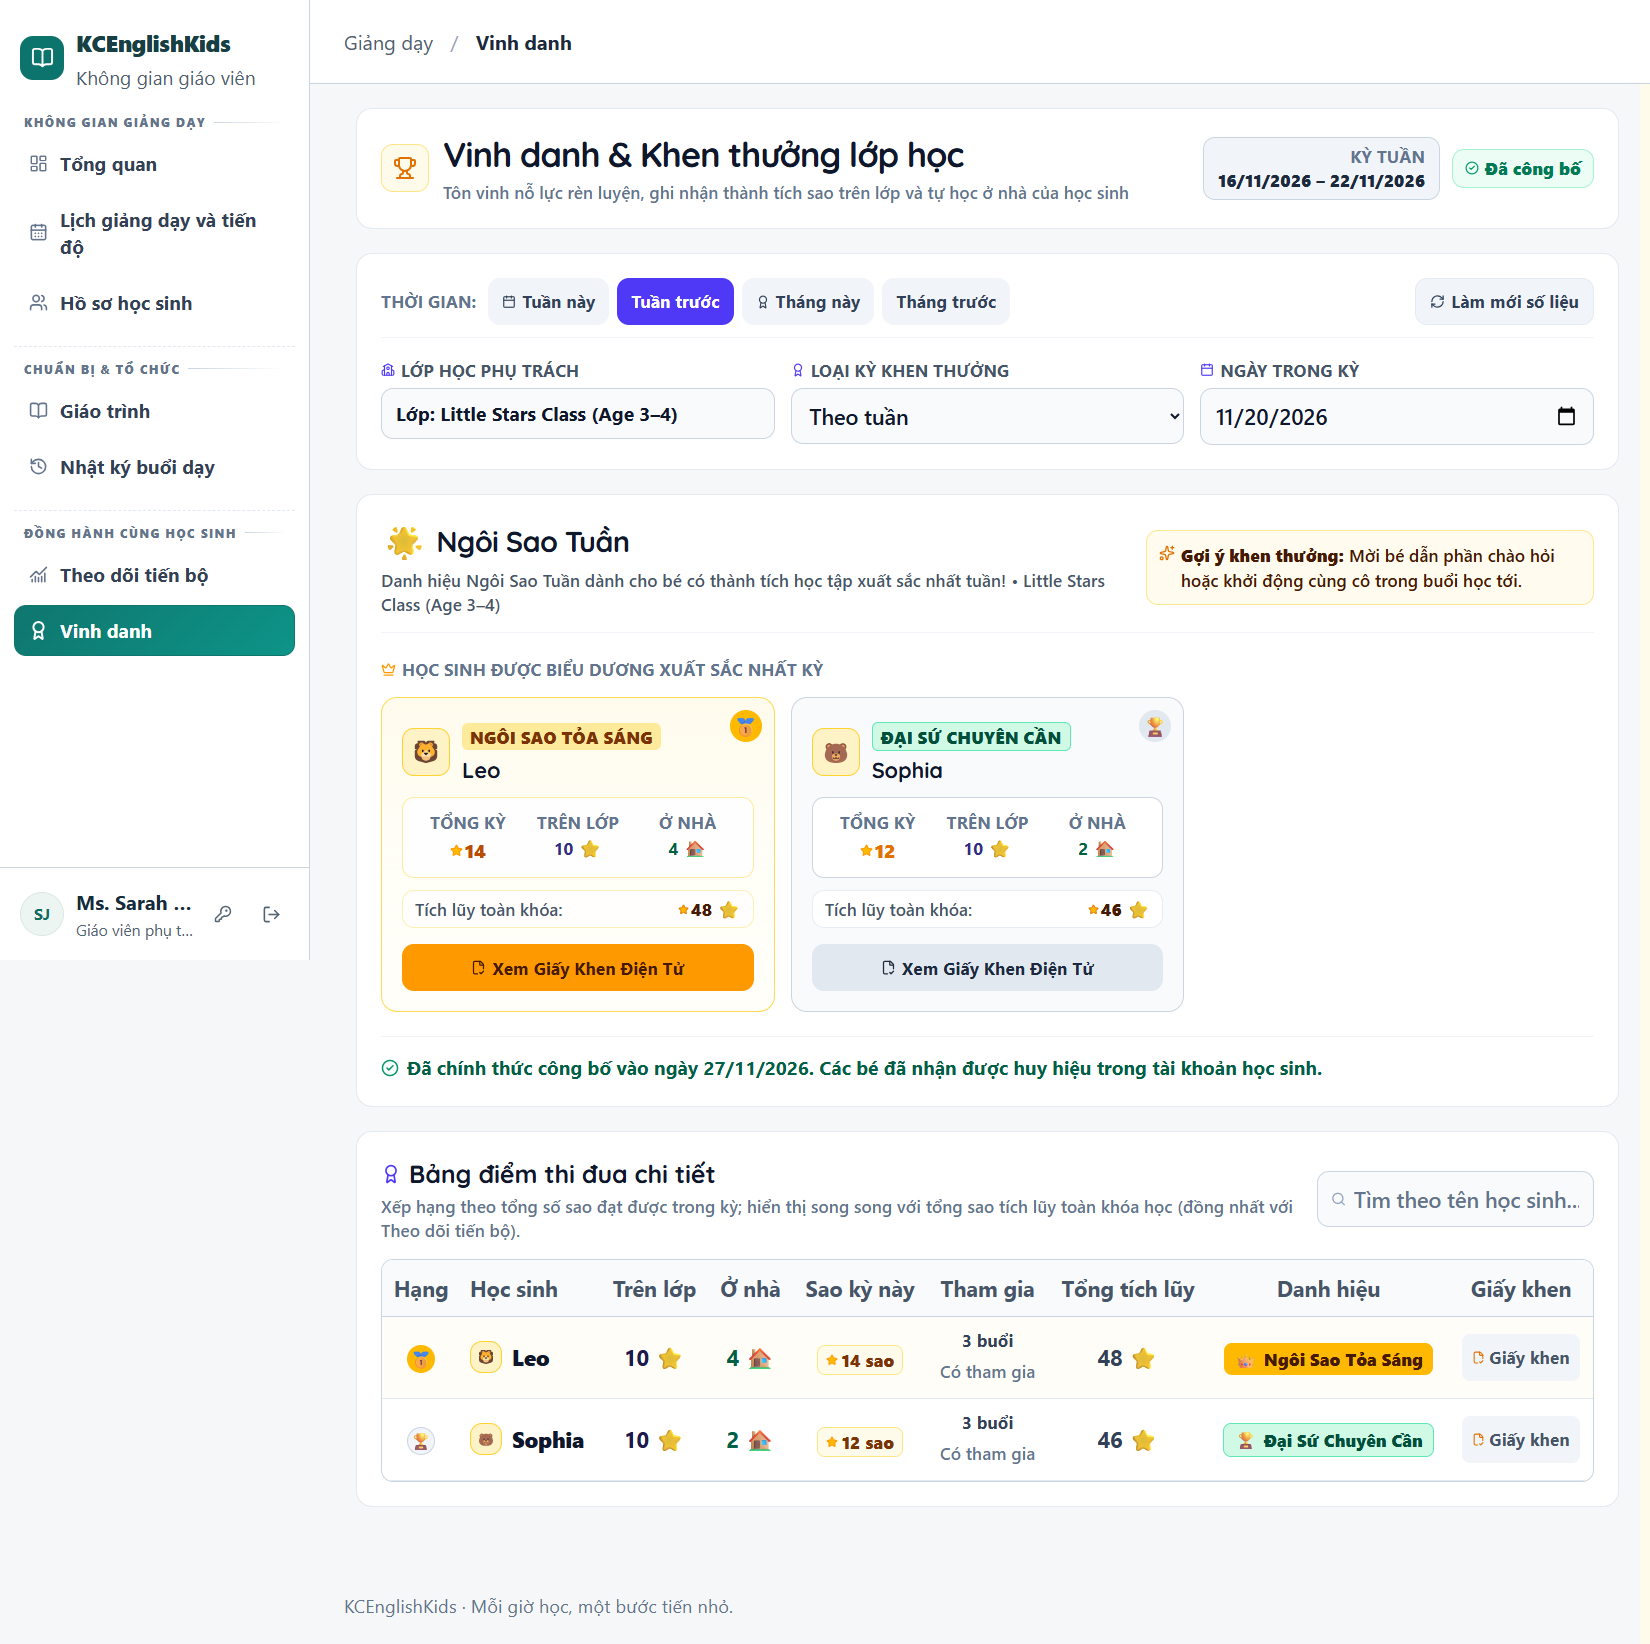 KCEnglishKids
Không gian giáo viên
KHÔNG GIAN GIẢNG DẠY
Tổng quan
Lịch giảng dạy và tiến
độ
Hồ sơ học sinh
CHUẨN BỊ & TỔ CHỨC
Giáo trình
Nhật ký buổi dạy
ĐỒNG HÀNH CÙNG HỌC SINH
Theo dõi tiến bộ
Vinh danh
SJ
Ms. Sarah ...
Giáo viên phụ t...
Giảng dạy / Vinh danh
Vinh danh & Khen thưởng lớp học
Tôn vinh nỗ lực rèn luyện, ghi nhận thành tích sao trên lớp và tự học ở nhà của học sinh
KỲ TUẦN
16/11/2026 – 22/11/2026
Đã công bố
THỜI GIAN: Tuần này Tuần trước Tháng này Tháng trước Làm mới số liệu
LỚP HỌC PHỤ TRÁCH
Lớp: Little Stars Class (Age 3–4)
LOẠI KỲ KHEN THƯỞNG
Theo tuần
NGÀY TRONG KỲ
11/20/2026
Ngôi Sao Tuần
Danh hiệu Ngôi Sao Tuần dành cho bé có thành tích học tập xuất sắc nhất tuần! • Little Stars
Class (Age 3–4)
Gợi ý khen thưởng: Mời bé dẫn phần chào hỏi
hoặc khởi động cùng cô trong buổi học tới.
HỌC SINH ĐƯỢC BIỂU DƯƠNG XUẤT SẮC NHẤT KỲ
NGÔI SAO TỎA SÁNG
Leo
TỔNG KỲ TRÊN LỚP Ở NHÀ
14 10 4
Tích lũy toàn khóa: 48
Xem Giấy Khen Điện Tử
ĐẠI SỨ CHUYÊN CẦN
Sophia
TỔNG KỲ TRÊN LỚP Ở NHÀ
12 10 2
Tích lũy toàn khóa: 46
Xem Giấy Khen Điện Tử
Đã chính thức công bố vào ngày 27/11/2026. Các bé đã nhận được huy hiệu trong tài khoản học sinh.
Bảng điểm thi đua chi tiết
Xếp hạng theo tổng số sao đạt được trong kỳ; hiển thị song song với tổng sao tích lũy toàn khóa học (đồng nhất với
Theo dõi tiến bộ).
Tìm theo tên học sinh...
Hạng Học sinh Trên lớp Ở nhà Sao kỳ này Tham gia Tổng tích lũy Danh hiệu Giấy khen
Leo 10 4 14 sao 3 buổi 48 Ngôi Sao Tỏa Sáng Giấy khen
Có tham gia
Sophia 10 2 12 sao 3 buổi 46 Đại Sứ Chuyên Cần Giấy khen
Có tham gia
KCEnglishKids · Mỗi giờ học, một bước tiến nhỏ.